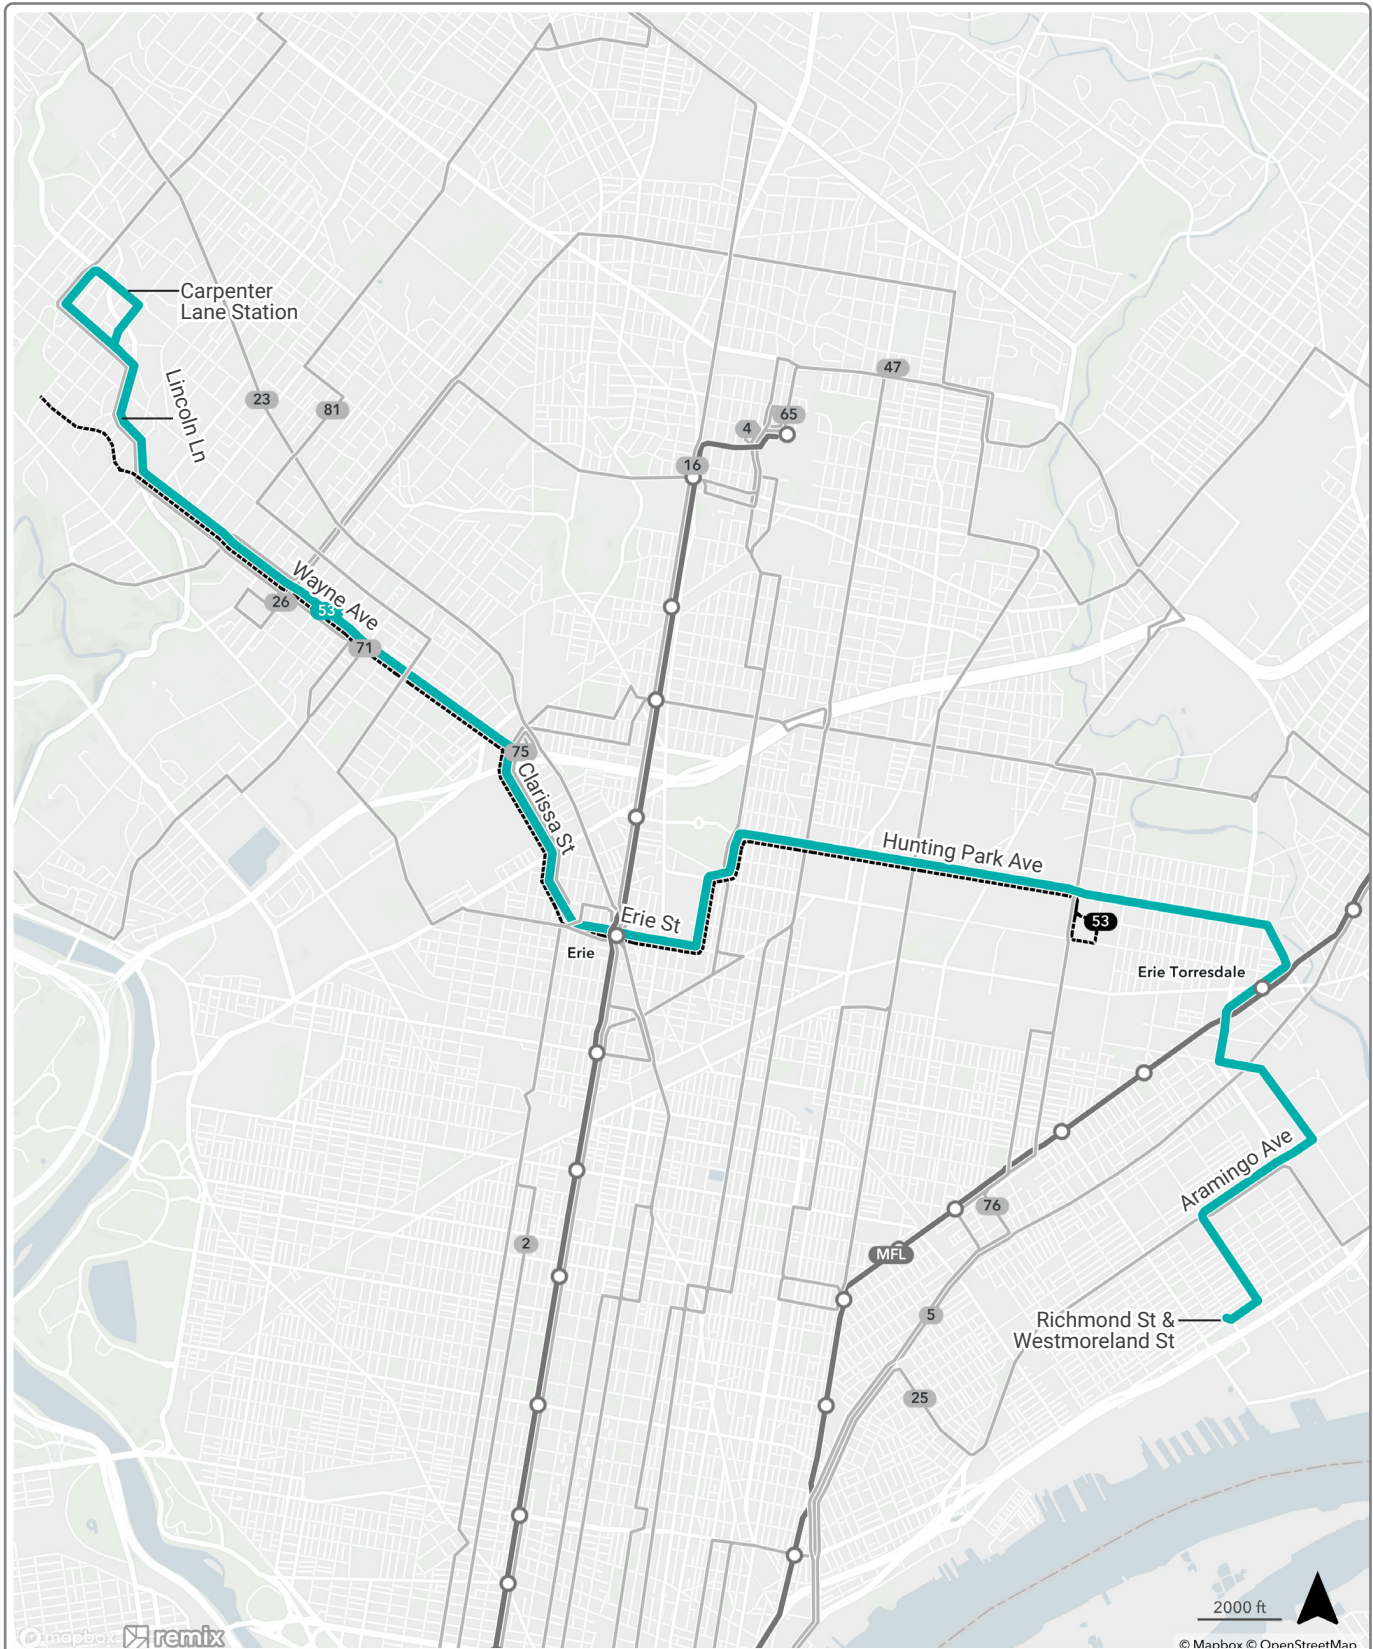 Carpenter
Lane Station
Lincoln Ln
23
81
47
65
4
16
Wayne Ave
26
53
71
75
Clarissa St
Hunting Park Ave
Erie St
53
Erie
Erie Torresdale
Aramingo Ave
76
2
MFL
5
Richmond St &
Westmoreland St
25
2000 ft
mapbox
remix
© Mapbox © OpenStreetMap